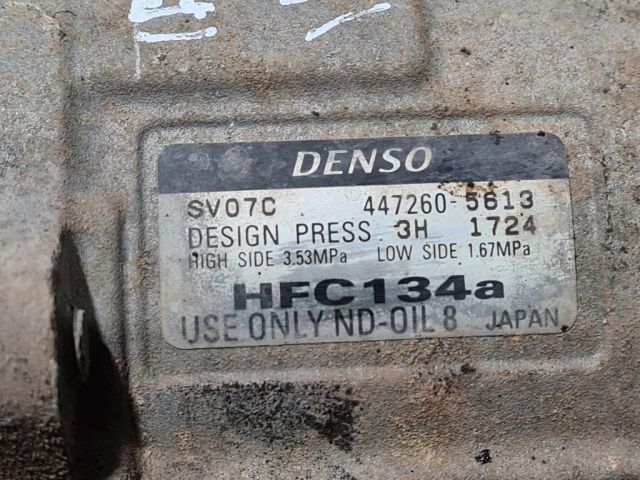 DENSO
SV07C 447260-5613
DESIGN PRESS 3H 1724
HIGH SIDE 3.53MPa LOW SIDE 1.67MPa
HFC134a
USE ONLY ND-OIL 8 JAPAN